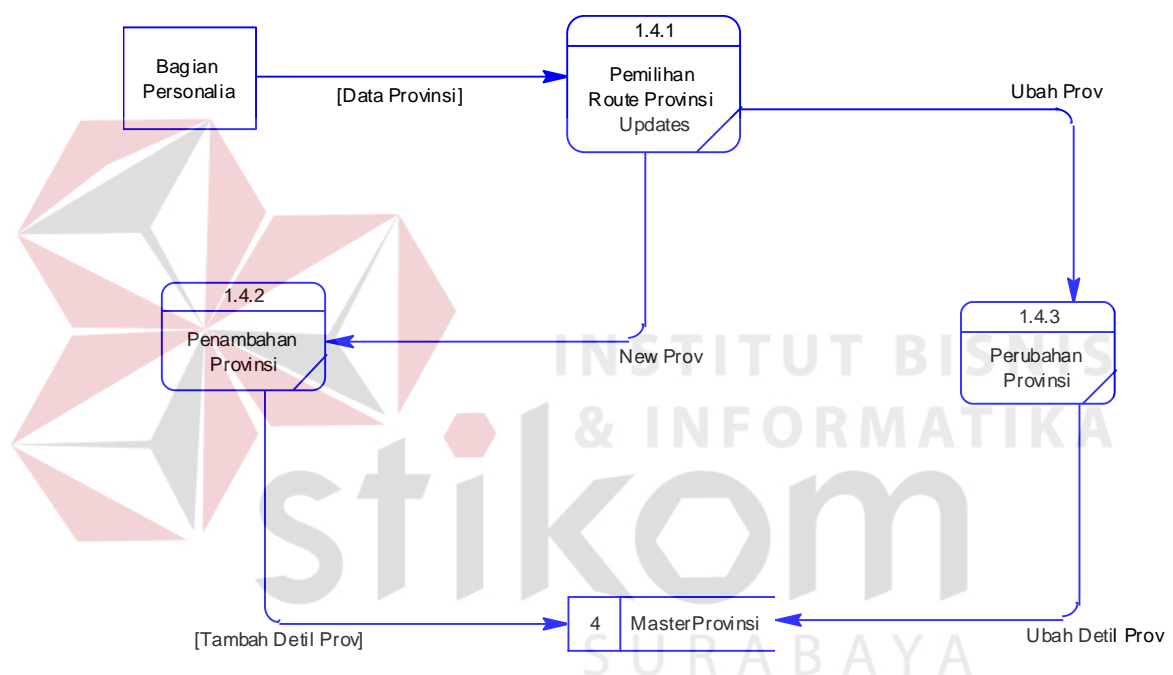 1.4.1
Bagian
Personalia
[Data Provinsi]
Pemilihan
Route Provinsi
Updates
Ubah Prov
1.4.2
Penambahan
Provinsi
New Prov
1.4.3
Perubahan
Provinsi
INSTITUT BISNIS
& INFORMATIKA
stikom
SURABAYA
[Tambah Detil Prov]
4 MasterProvinsi
Ubah Detil Prov